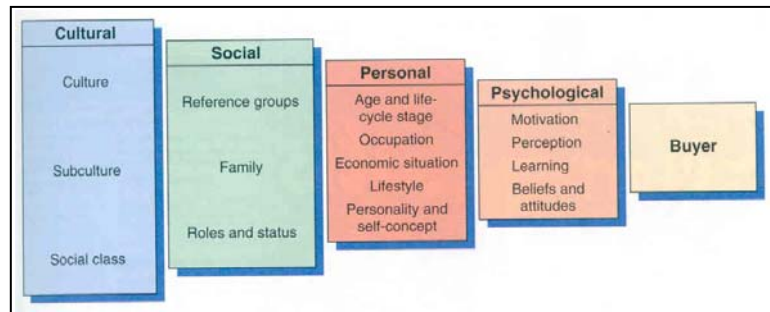 Cultural
Culture
Subculture
Social class
Social
Reference groups
Family
Roles and status
Personal
Age and life-
cycle stage
Occupation
Economic situation
Lifestyle
Personality and
self-concept
Psychological
Motivation
Perception
Learning
Beliefs and
attitudes
Buyer